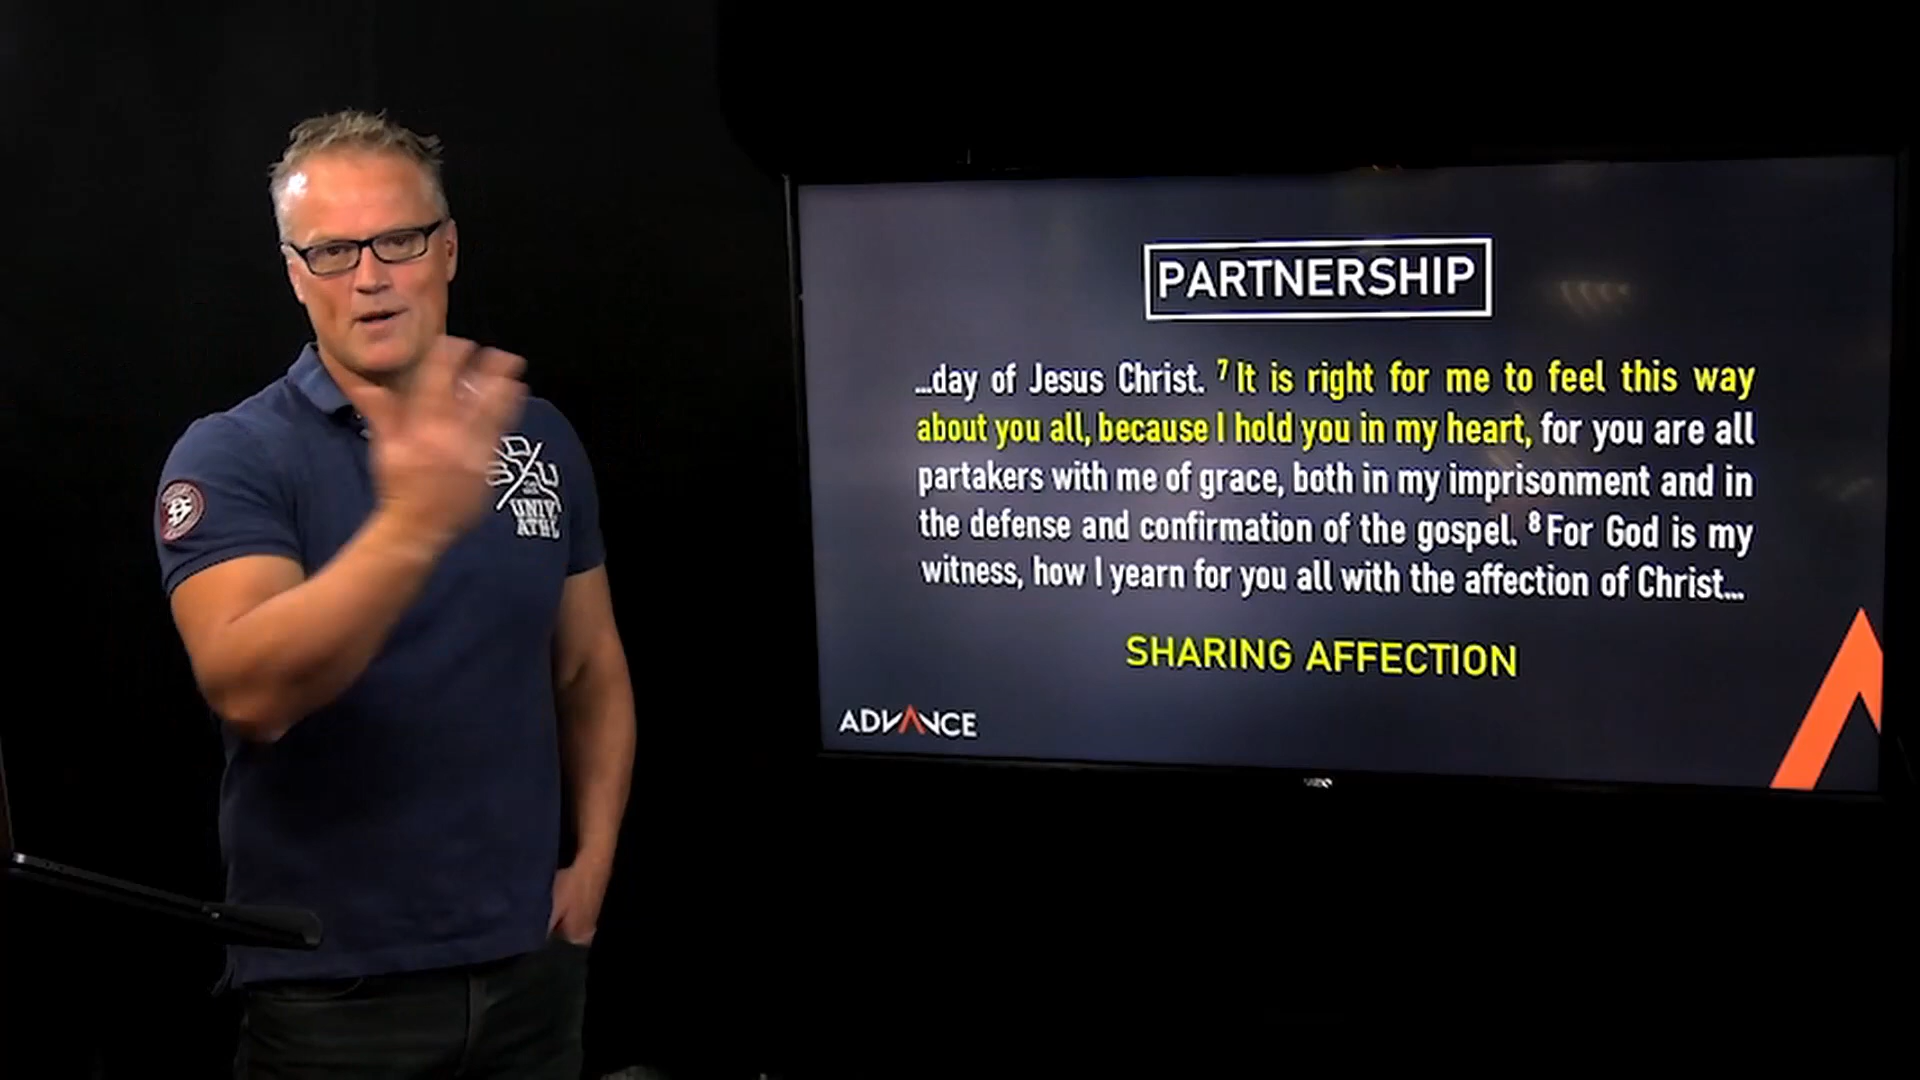 PARTNERSHIP
...day of Jesus Christ. ⁷ It is right for me to feel this way
about you all, because I hold you in my heart, for you are all
partakers with me of grace, both in my imprisonment and in
the defense and confirmation of the gospel. ⁸ For God is my
witness, how I yearn for you all with the affection of Christ...
SHARING AFFECTION
ADVANCE
UNIV
ATHL